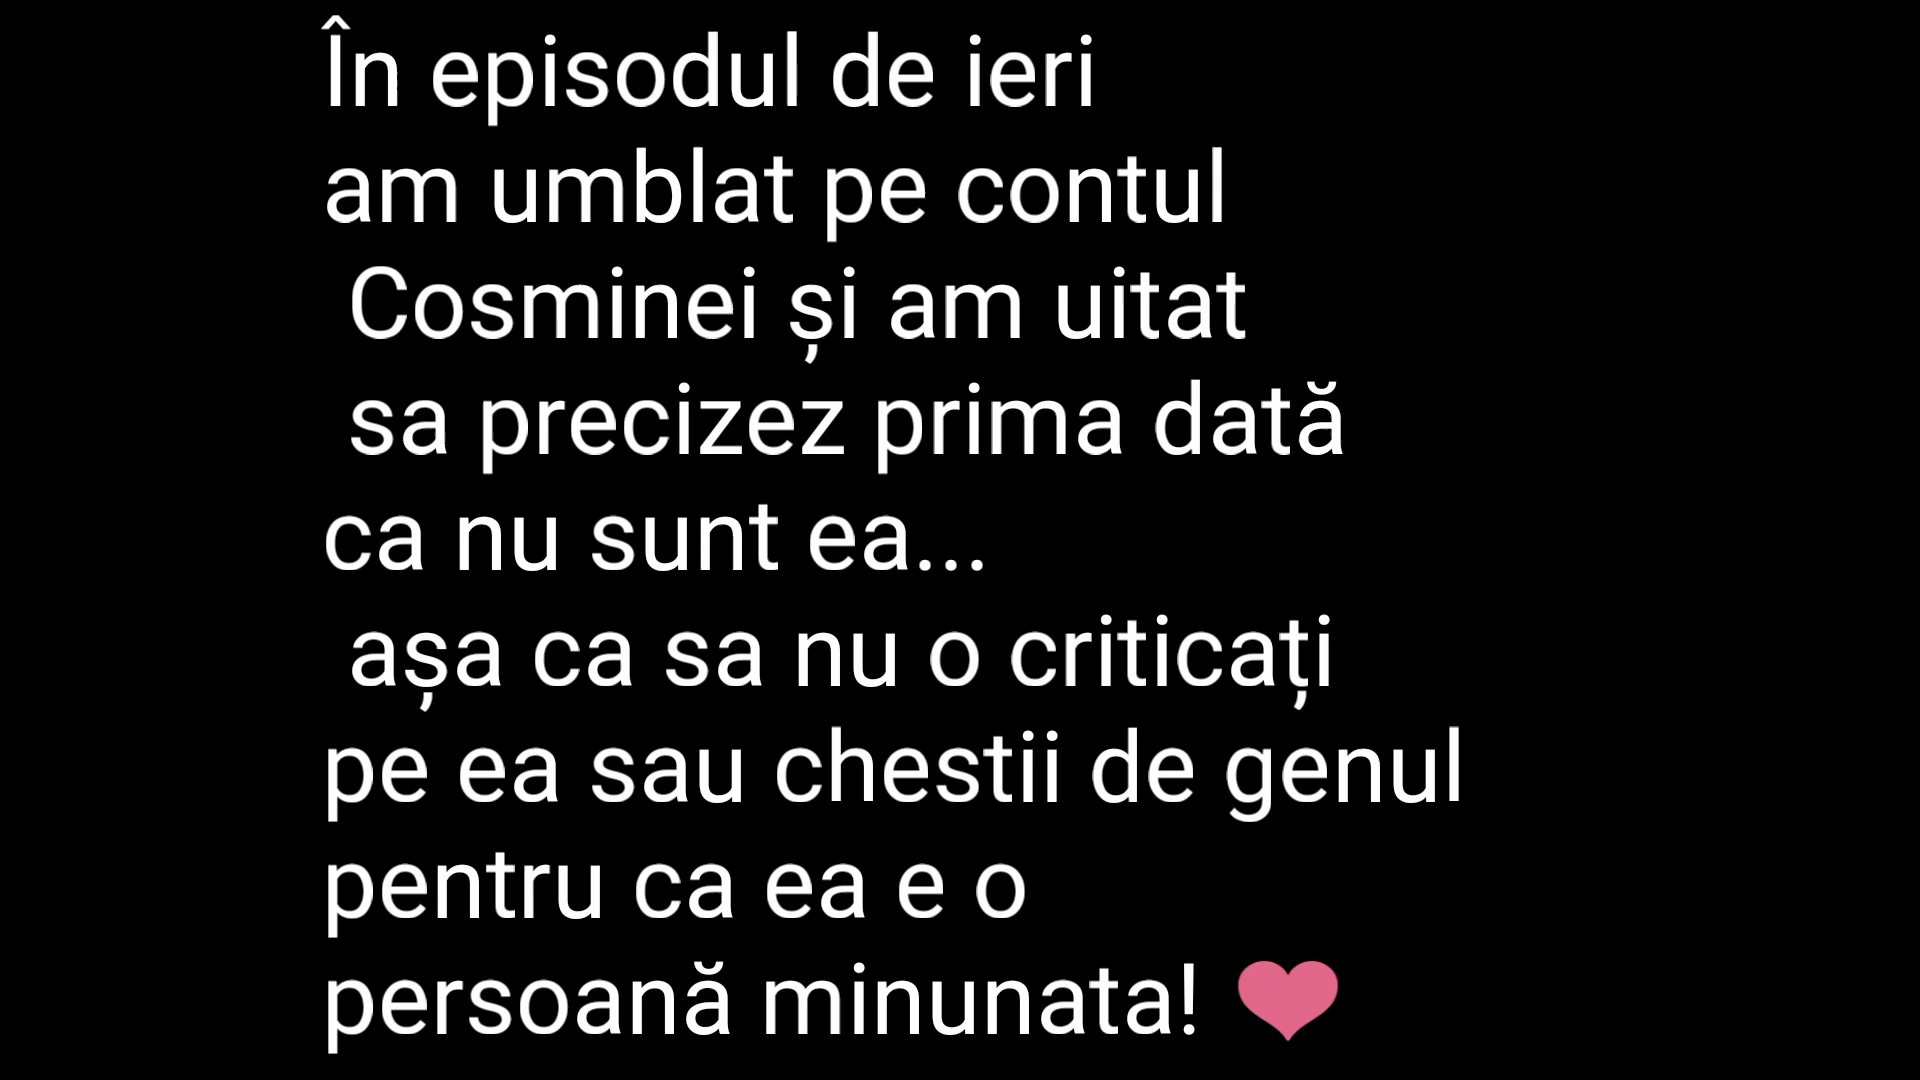 În episodul de ieri
am umblat pe contul
Cosminei și am uitat
sa precizez prima dată
ca nu sunt ea...
așa ca sa nu o criticați
pe ea sau chestii de genul
pentru ca ea e o
persoană minunata! ❤